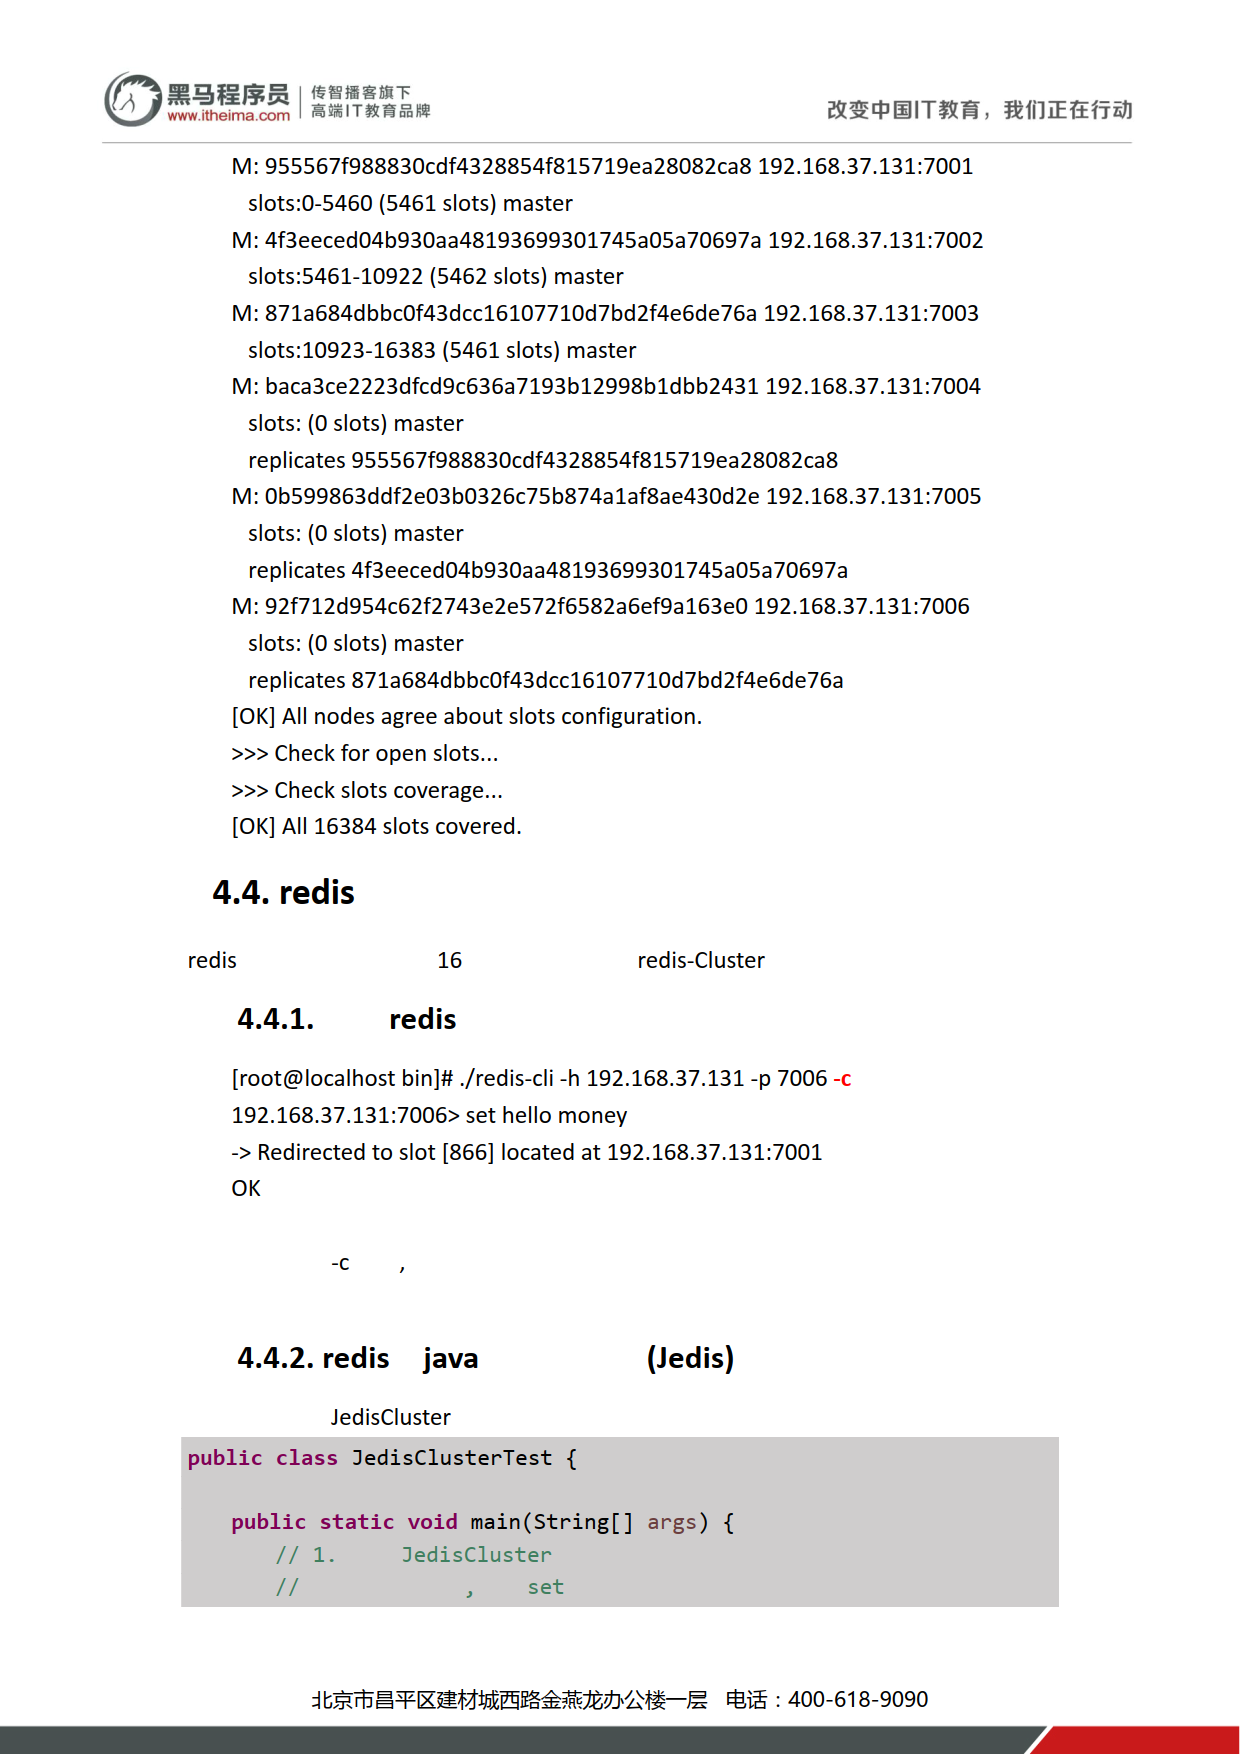 黑马程序员
www.itheima.com
传智播客旗下
高端IT教育品牌
改变中国IT教育，我们正在行动
M: 955567f988830cdf4328854f815719ea28082ca8 192.168.37.131:7001
slots:0-5460 (5461 slots) master
M: 4f3eeced04b930aa48193699301745a05a70697a 192.168.37.131:7002
slots:5461-10922 (5462 slots) master
M: 871a684dbbc0f43dcc16107710d7bd2f4e6de76a 192.168.37.131:7003
slots:10923-16383 (5461 slots) master
M: baca3ce2223dfcd9c636a7193b12998b1dbb2431 192.168.37.131:7004
slots: (0 slots) master
replicates 955567f988830cdf4328854f815719ea28082ca8
M: 0b599863ddf2e03b0326c75b874a1af8ae430d2e 192.168.37.131:7005
slots: (0 slots) master
replicates 4f3eeced04b930aa48193699301745a05a70697a
M: 92f712d954c62f2743e2e572f6582a6ef9a163e0 192.168.37.131:7006
slots: (0 slots) master
replicates 871a684dbbc0f43dcc16107710d7bd2f4e6de76a
[OK] All nodes agree about slots configuration.
>>> Check for open slots...
>>> Check slots coverage...
[OK] All 16384 slots covered.
4.4. redis
redis 16 redis-Cluster
4.4.1. redis
[root@localhost bin]# ./redis-cli -h 192.168.37.131 -p 7006 -c
192.168.37.131:7006> set hello money
-> Redirected to slot [866] located at 192.168.37.131:7001
OK
-c ,
4.4.2. redis java (Jedis)
JedisCluster
public class JedisClusterTest {
public static void main(String[] args) {
// 1. JedisCluster
// , set
北京市昌平区建材城西路金燕龙办公楼一层 电话：400-618-9090